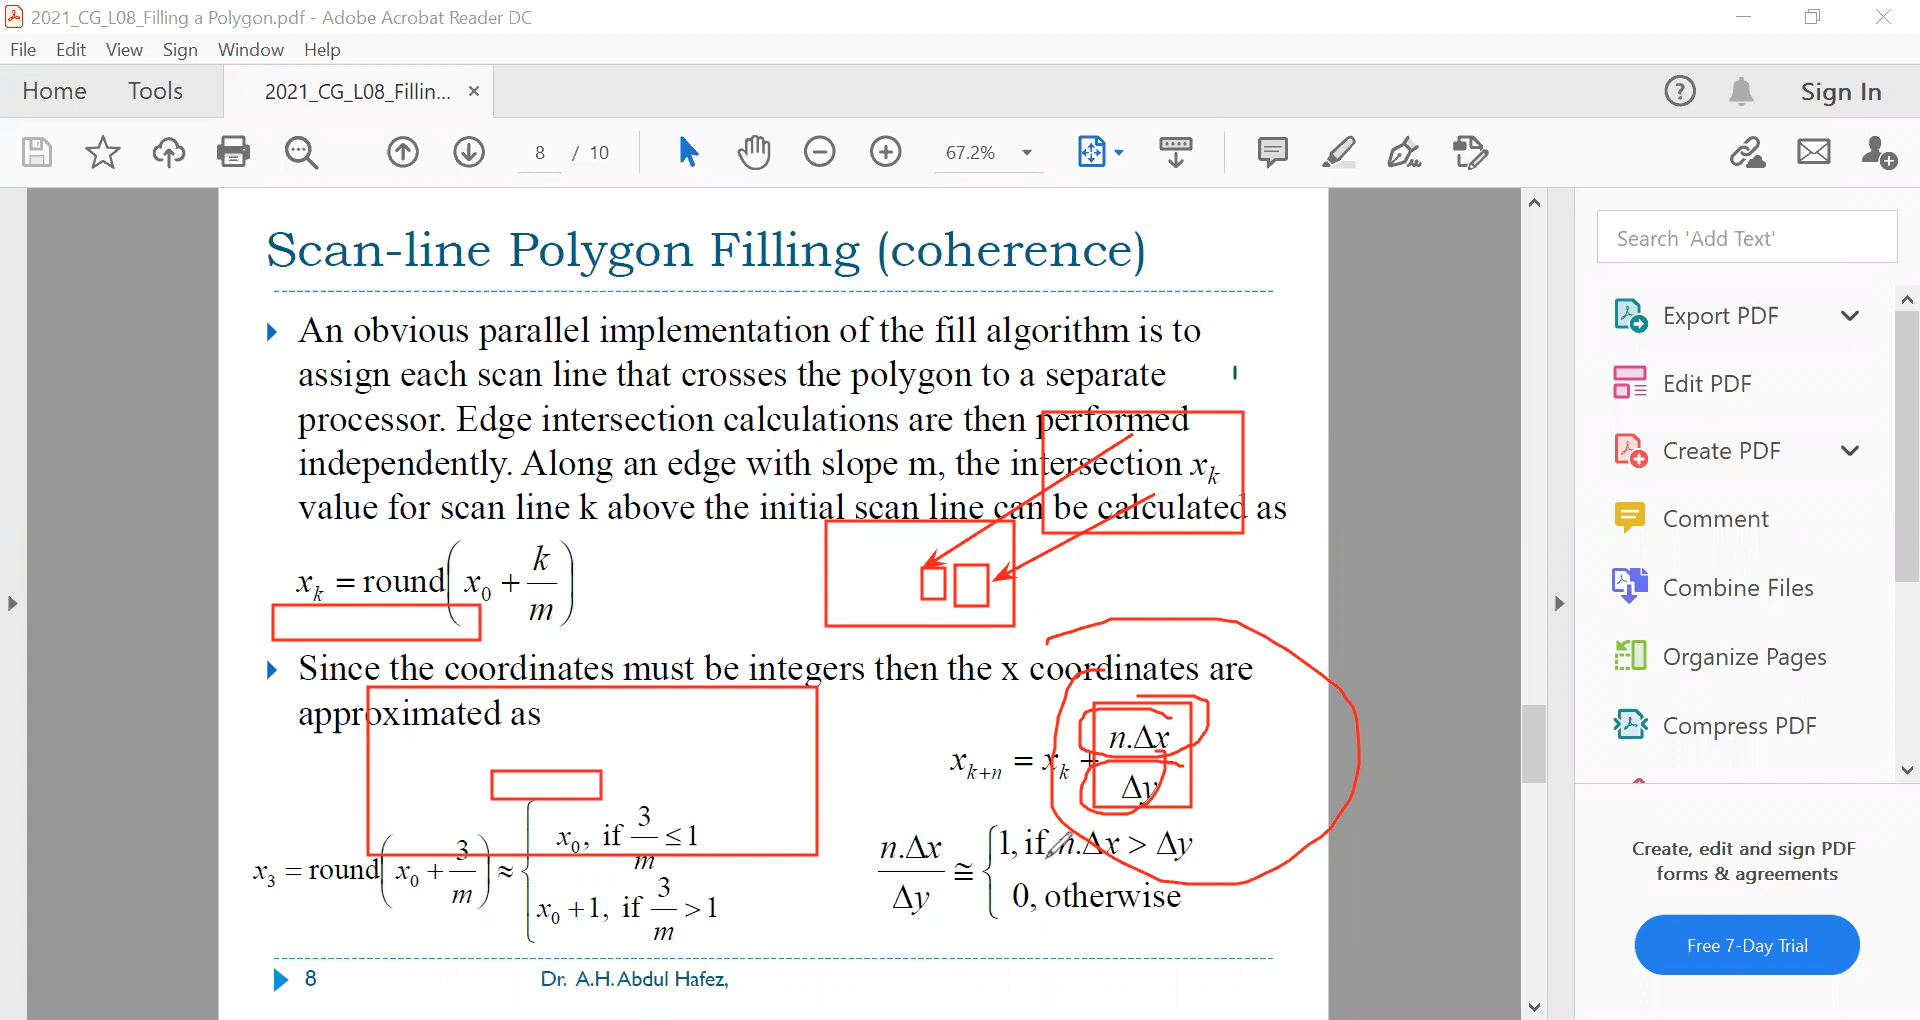 2021_CG_L08_Filling a Polygon.pdf - Adobe Acrobat Reader DC
File Edit View Sign Window Help
Home Tools 2021_CG_L08_Fillin... × ? Sign In
8 / 10 67.2%
Scan-line Polygon Filling (coherence)
An obvious parallel implementation of the fill algorithm is to
assign each scan line that crosses the polygon to a separate
processor. Edge intersection calculations are then performed
independently. Along an edge with slope m, the intersection x_k
value for scan line k above the initial scan line can be calculated as
x_k = round(x_0 + k/m)
Since the coordinates must be integers then the x coordinates are
approximated as
x_{k+n} = x_k + n.Δx/Δy
x_3 = round(x_0 + 3/m) ≈ { x_0, if 3/m ≤ 1
x_0 + 1, if 3/m > 1
n.Δx/Δy ≅ { 1, if n.Δx > Δy
0, otherwise
8 Dr. A.H. Abdul Hafez,
Search 'Add Text'
Export PDF
Edit PDF
Create PDF
Comment
Combine Files
Organize Pages
Compress PDF
Create, edit and sign PDF
forms & agreements
Free 7-Day Trial